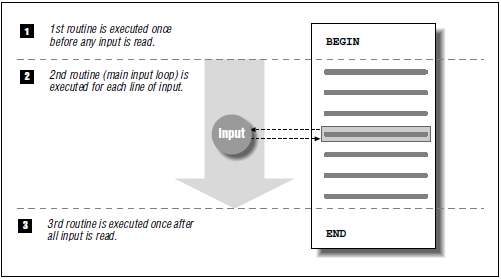 1 1st routine is executed once
before any input is read.
BEGIN
2 2nd routine (main input loop) is
executed for each line of input.
Input
3 3rd routine is executed once after
all input is read.
END